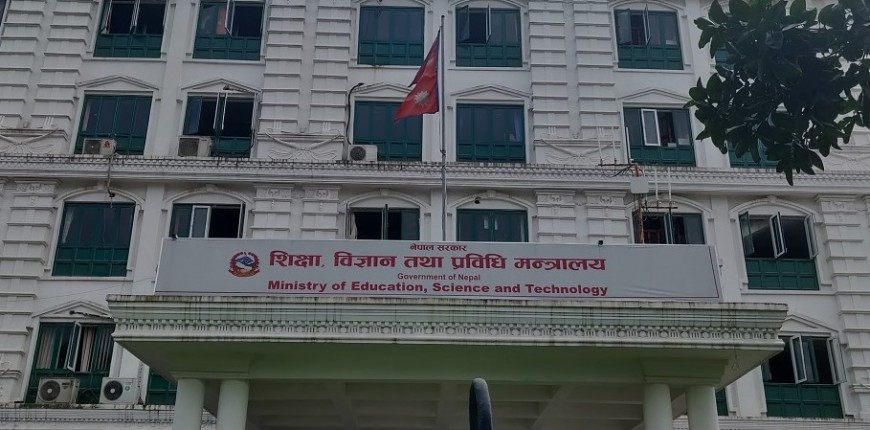 नेपाल सरकार
शिक्षा, विज्ञान तथा प्रविधि मन्त्रालय
Government of Nepal
Ministry of Education, Science and Technology